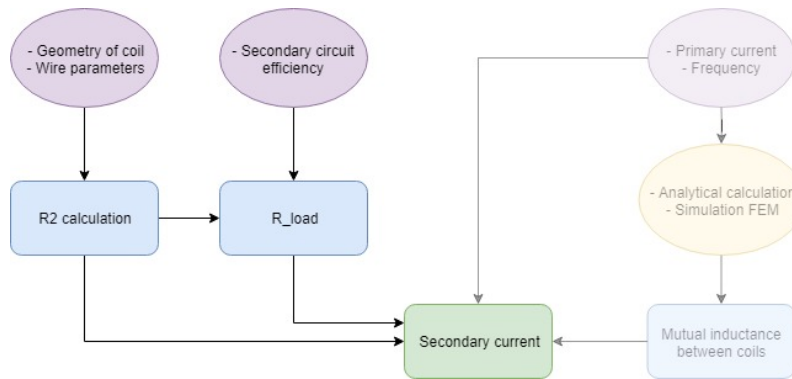 - Geometry of coil
- Wire parameters
- Secondary circuit
efficiency
- Primary current
- Frequency
R2 calculation
R_load
- Analytical calculation
- Simulation FEM
Secondary current
Mutual inductance
between coils